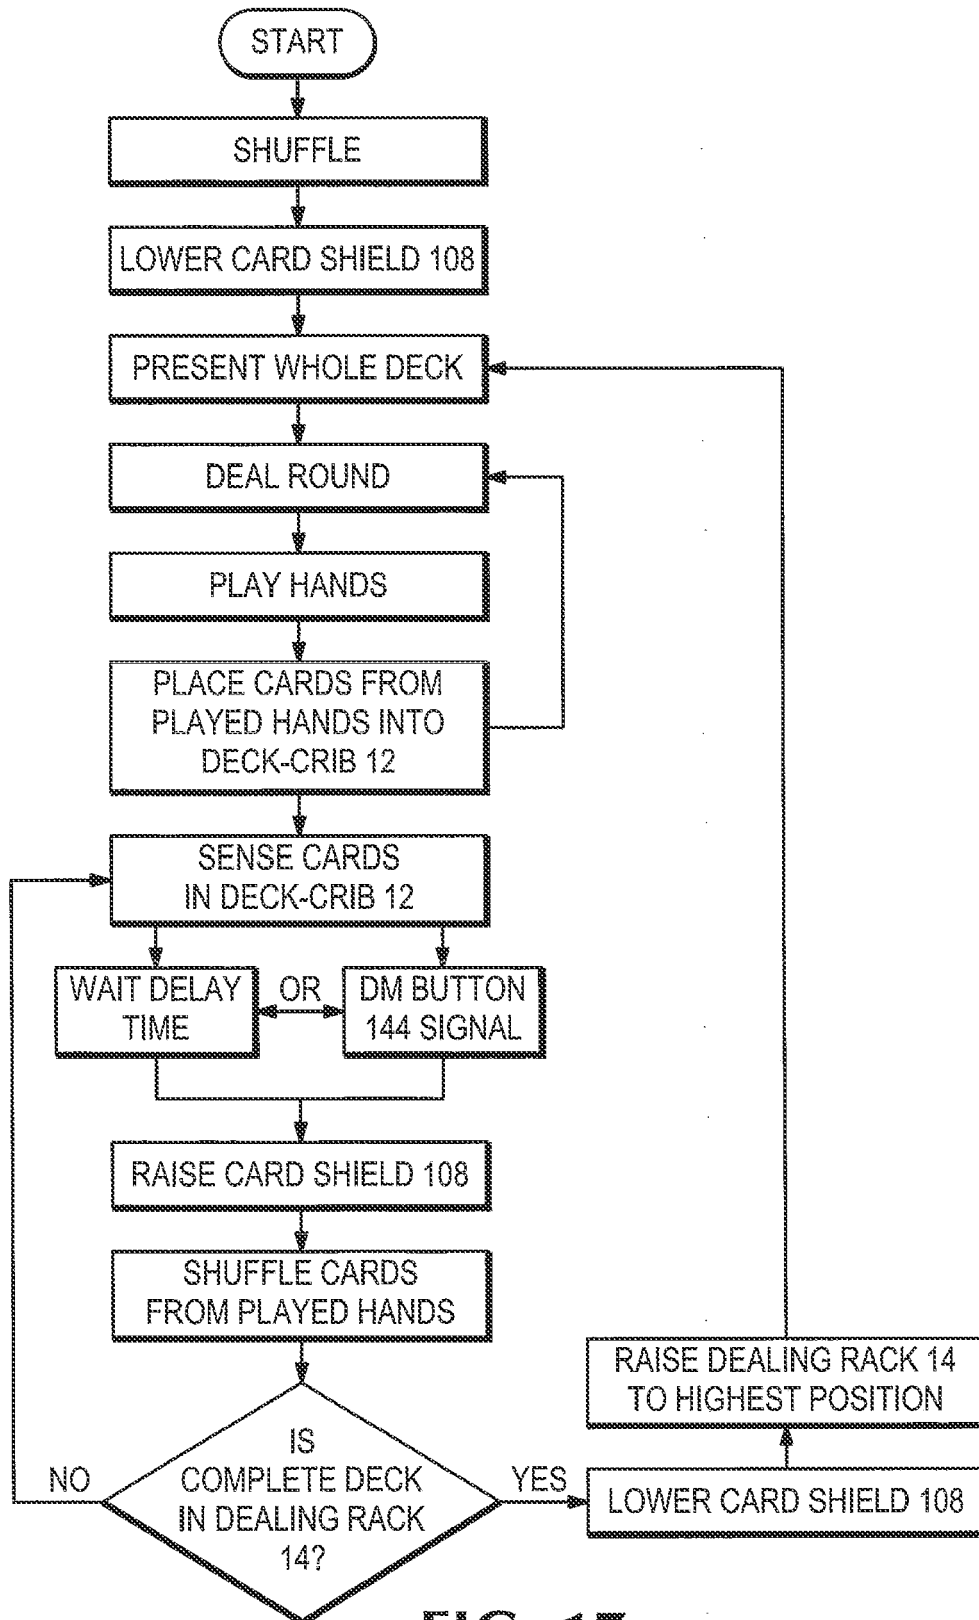 START
SHUFFLE
LOWER CARD SHIELD 108
PRESENT WHOLE DECK
DEAL ROUND
PLAY HANDS
PLACE CARDS FROM
PLAYED HANDS INTO
DECK-CRIB 12
SENSE CARDS
IN DECK-CRIB 12
WAIT DELAY
TIME
OR
DM BUTTON
144 SIGNAL
RAISE CARD SHIELD 108
SHUFFLE CARDS
FROM PLAYED HANDS
IS
COMPLETE DECK
IN DEALING RACK
14?
NO
YES
LOWER CARD SHIELD 108
RAISE DEALING RACK 14
TO HIGHEST POSITION
FIG.